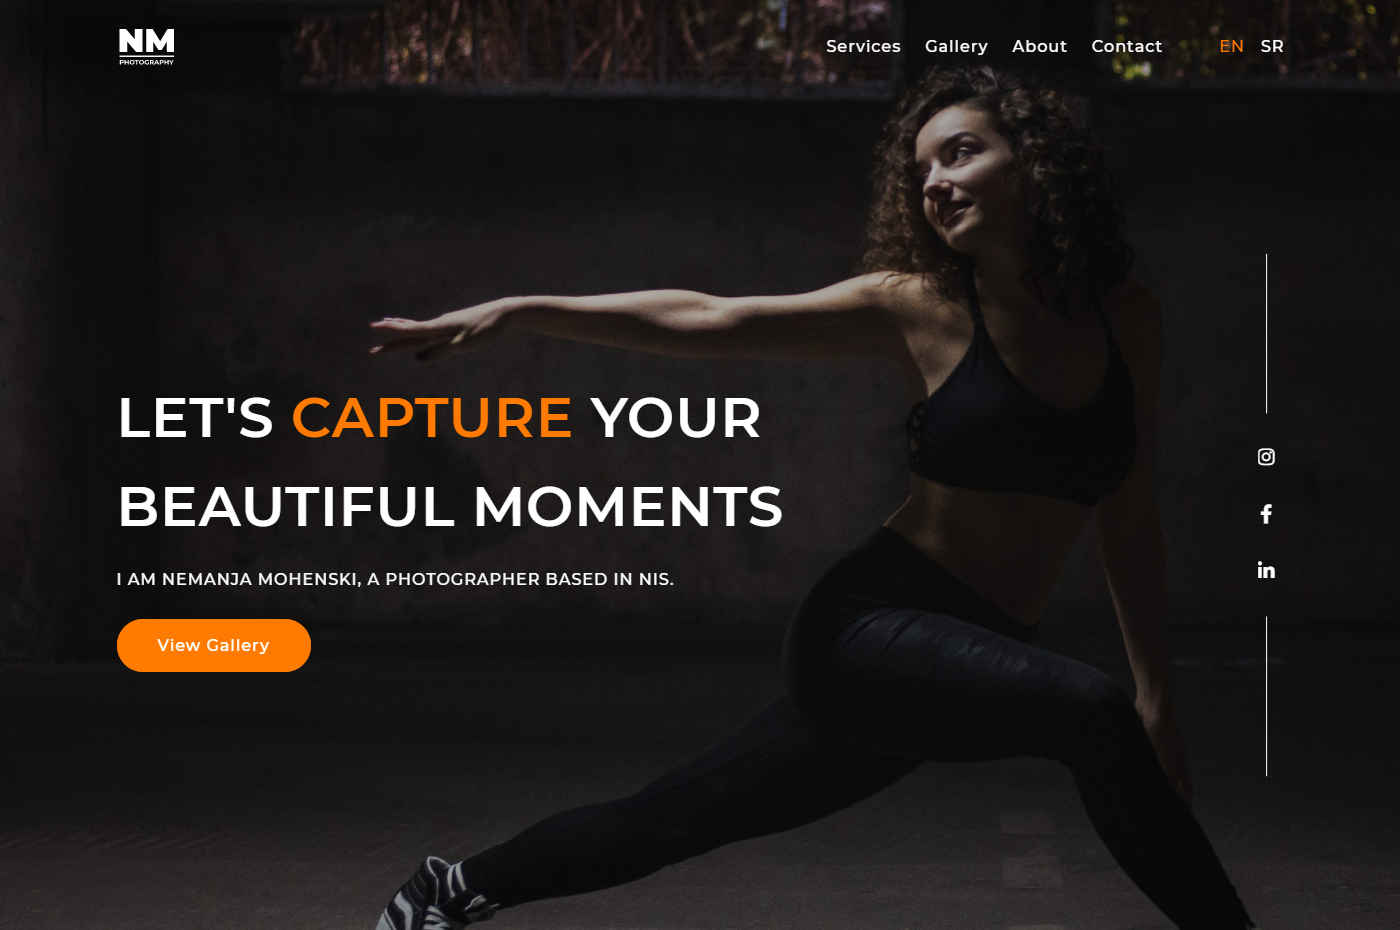 NM
PHOTOGRAPHY
Services Gallery About Contact EN SR
LET'S CAPTURE YOUR
BEAUTIFUL MOMENTS
I AM NEMANJA MOHENSKI, A PHOTOGRAPHER BASED IN NIS.
View Gallery